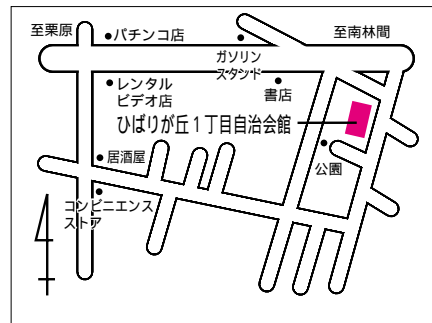 至栗原
パチンコ店
至南林間
ガソリン
スタンド
レンタル
ビデオ店
書店
ひばりが丘１丁目自治会館
居酒屋
公園
コンビニエンス
ストア